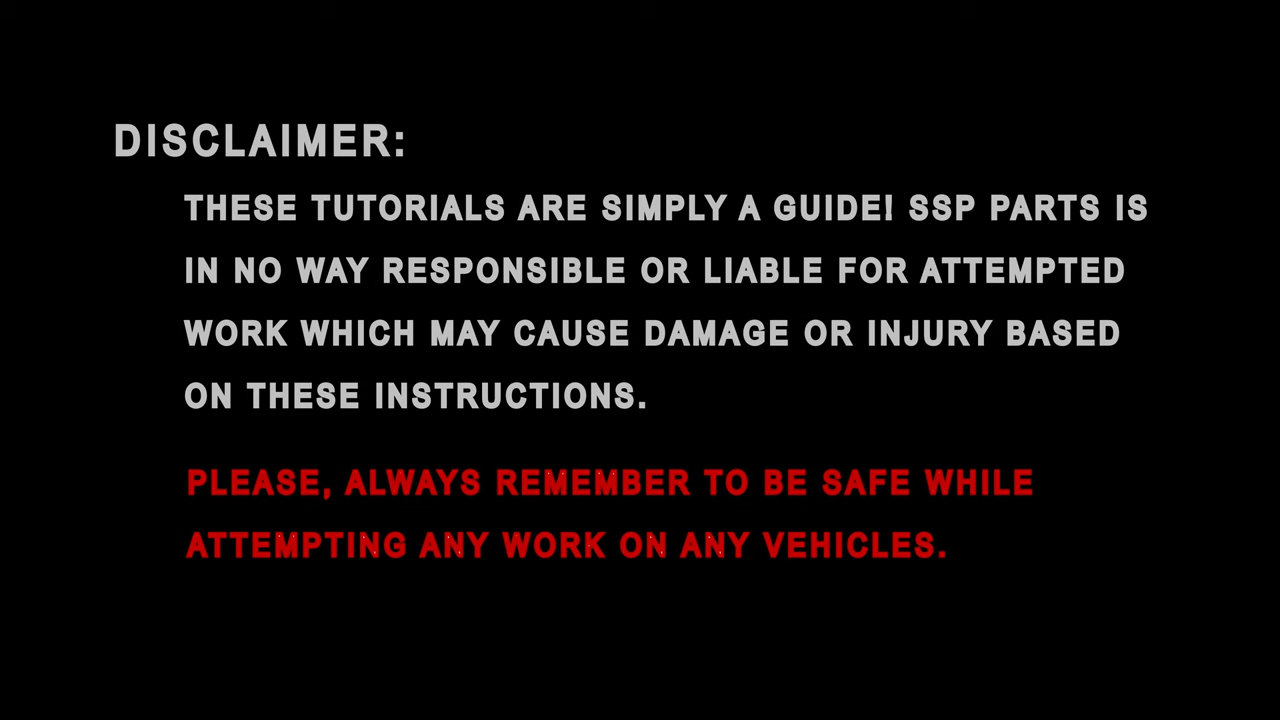 DISCLAIMER:
THESE TUTORIALS ARE SIMPLY A GUIDE! SSP PARTS IS
IN NO WAY RESPONSIBLE OR LIABLE FOR ATTEMPTED
WORK WHICH MAY CAUSE DAMAGE OR INJURY BASED
ON THESE INSTRUCTIONS.
PLEASE, ALWAYS REMEMBER TO BE SAFE WHILE
ATTEMPTING ANY WORK ON ANY VEHICLES.